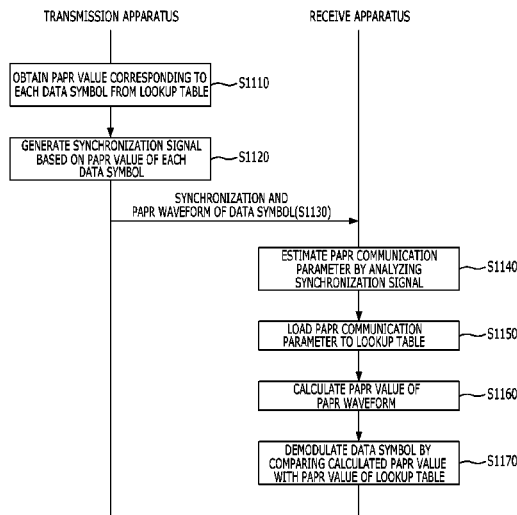 TRANSMISSION APPARATUS
RECEIVE APPARATUS
OBTAIN PAPR VALUE CORRESPONDING TO
EACH DATA SYMBOL FROM LOOKUP TABLE
S1110
GENERATE SYNCHRONIZATION SIGNAL
BASED ON PAPR VALUE OF EACH
DATA SYMBOL
S1120
SYNCHRONIZATION AND
PAPR WAVEFORM OF DATA SYMBOL(S1130)
ESTIMATE PAPR COMMUNICATION
PARAMETER BY ANALYZING
SYNCHRONIZATION SIGNAL
S1140
LOAD PAPR COMMUNICATION
PARAMETER TO LOOKUP TABLE
S1150
CALCULATE PAPR VALUE OF
PAPR WAVEFORM
S1160
DEMODULATE DATA SYMBOL BY
COMPARING CALCULATED PAPR VALUE
WITH PAPR VALUE OF LOOKUP TABLE
S1170